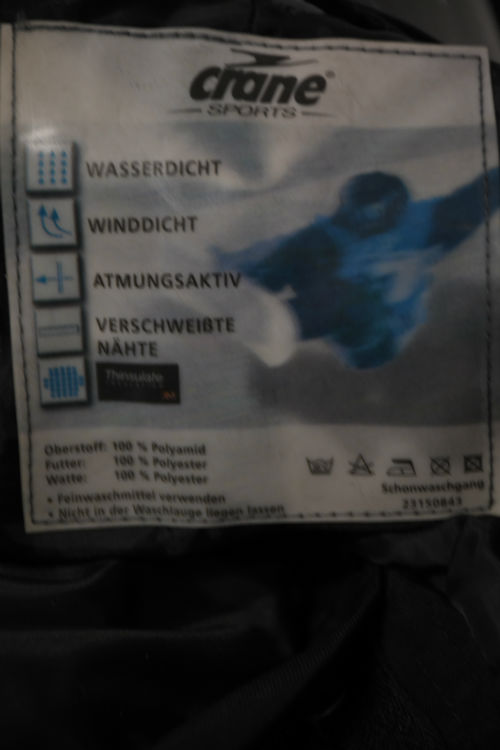 crane®
SPORTS
WASSERDICHT
WINDDICHT
ATMUNGSAKTIV
VERSCHWEIßTE
NÄHTE
Thinsulate
Oberstoff: 100 % Polyamid
Futter: 100 % Polyester
Watte: 100 % Polyester
• Feinwaschmittel verwenden
• Nicht in der Waschlauge liegen lassen
Schonwaschgang
23150843